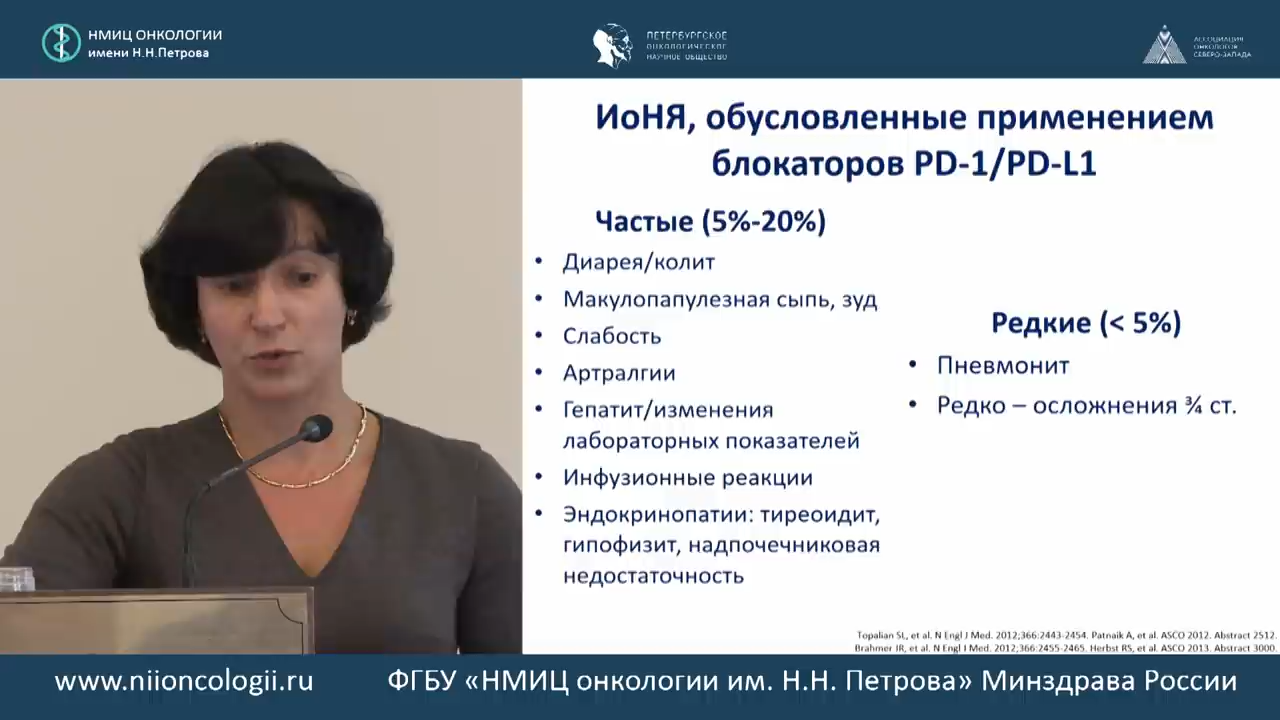 НМИЦ ОНКОЛОГИИ
имени Н.Н.Петрова
ПЕТЕРБУРГСКОЕ
ОНКОЛОГИЧЕСКОЕ
НАУЧНОЕ ОБЩЕСТВО
АССОЦИАЦИЯ
ОНКОЛОГОВ
СЕВЕРО-ЗАПАДА
ИоНЯ, обусловленные применением
блокаторов PD-1/PD-L1
Частые (5%-20%)
• Диарея/колит
• Макулопапулезная сыпь, зуд
• Слабость
• Артралгии
• Гепатит/изменения
лабораторных показателей
• Инфузионные реакции
• Эндокринопатии: тиреоидит,
гипофизит, надпочечниковая
недостаточность
Редкие (< 5%)
• Пневмонит
• Редко – осложнения ¾ ст.
Topalian SL, et al. N Engl J Med. 2012;366:2443-2454. Patnaik A, et al. ASCO 2012. Abstract 2512.
Brahmer JR, et al. N Engl J Med. 2012;366:2455-2465. Herbst RS, et al. ASCO 2013. Abstract 3000.
www.niioncologii.ru
ФГБУ «НМИЦ онкологии им. Н.Н. Петрова» Минздрава России